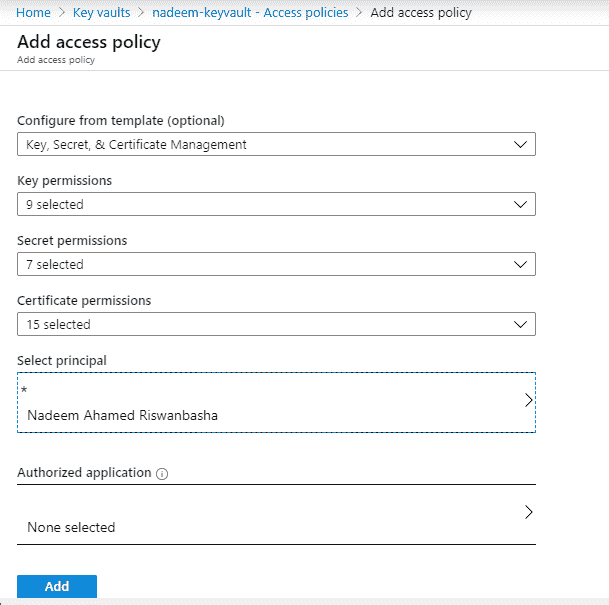 Home > Key vaults > nadeem-keyvault - Access policies > Add access policy
Add access policy
Add access policy
Configure from template (optional)
Key, Secret, & Certificate Management
Key permissions
9 selected
Secret permissions
7 selected
Certificate permissions
15 selected
Select principal
*
Nadeem Ahamed Riswanbasha
Authorized application
None selected
Add